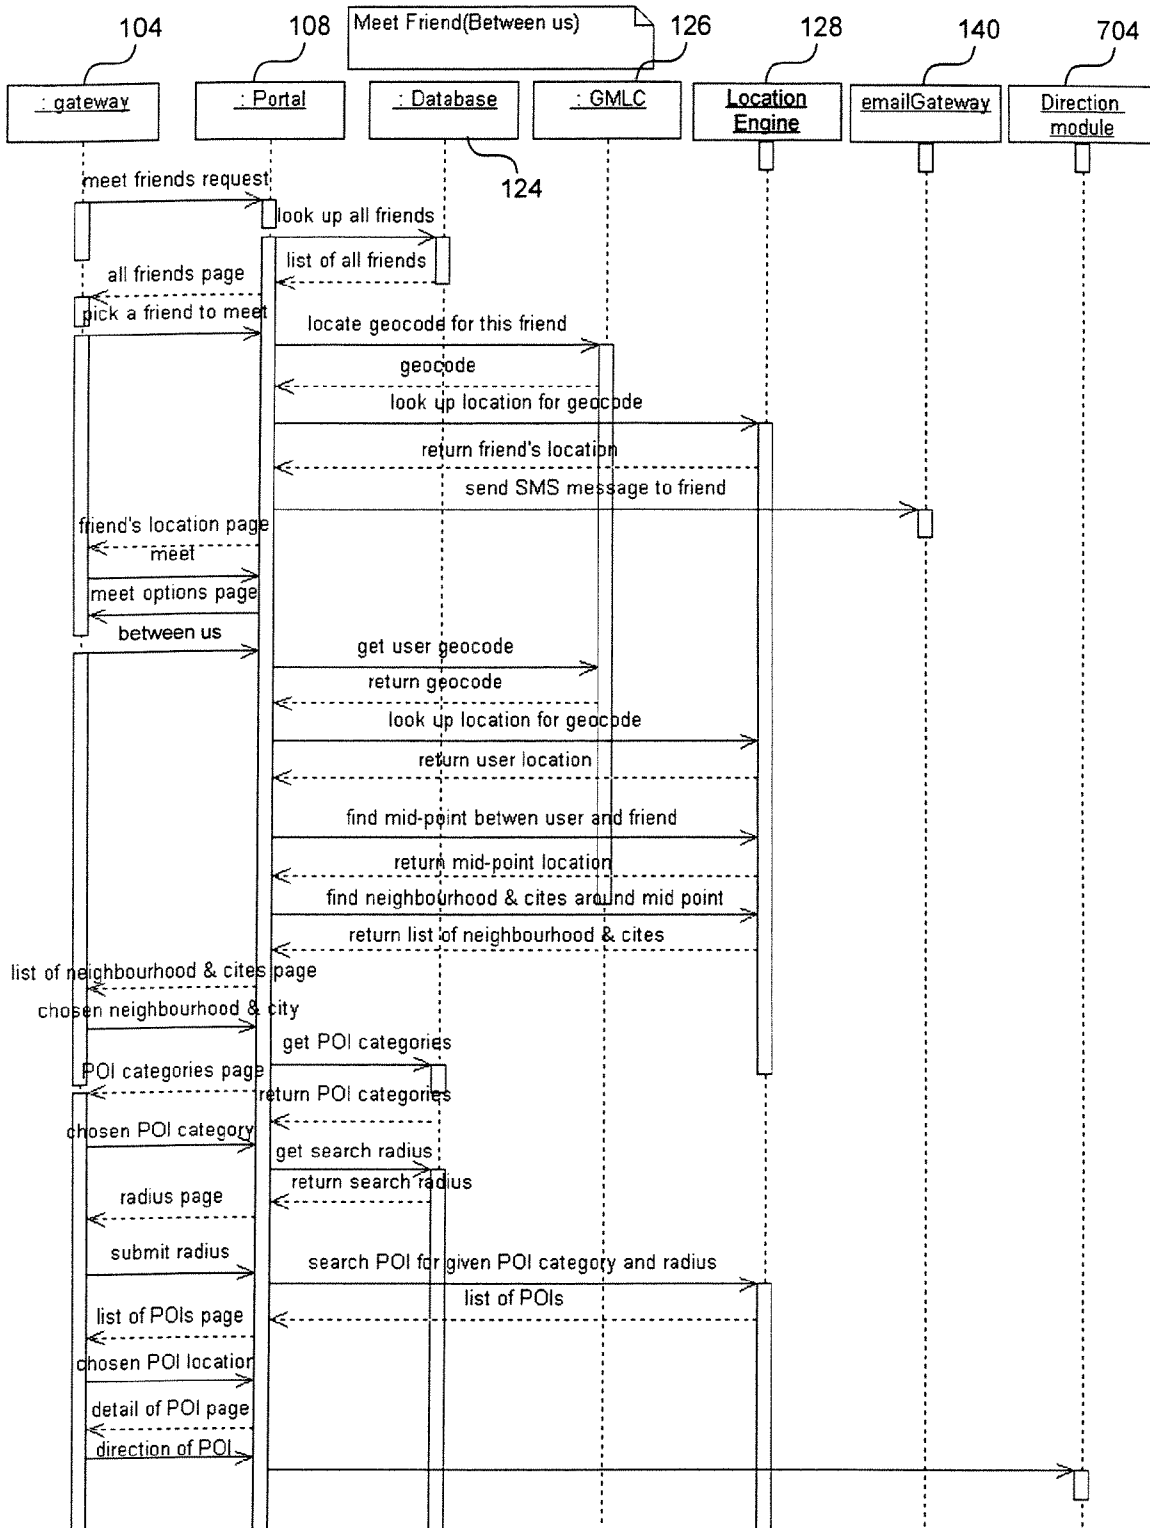 Meet Friend(Between us)
104
108
126
128
140
704
: gateway
: Portal
: Database
: GMLC
Location
Engine
emailGateway
Direction
module
124
meet friends request
look up all friends
list of all friends
all friends page
pick a friend to meet
locate geocode for this friend
geocode
look up location for geocode
return friend's location
send SMS message to friend
friend's location page
meet
meet options page
between us
get user geocode
return geocode
look up location for geocode
return user location
find mid-point betwen user and friend
return mid-point location
find neighbourhood & cites around mid point
return list of neighbourhood & cites
list of neighbourhood & cites page
chosen neighbourhood & city
get POI categories
POI categories page
return POI categories
chosen POI category
get search radius
return search radius
radius page
submit radius
search POI for given POI category and radius
list of POIs
list of POIs page
chosen POI location
detail of POI page
direction of POI